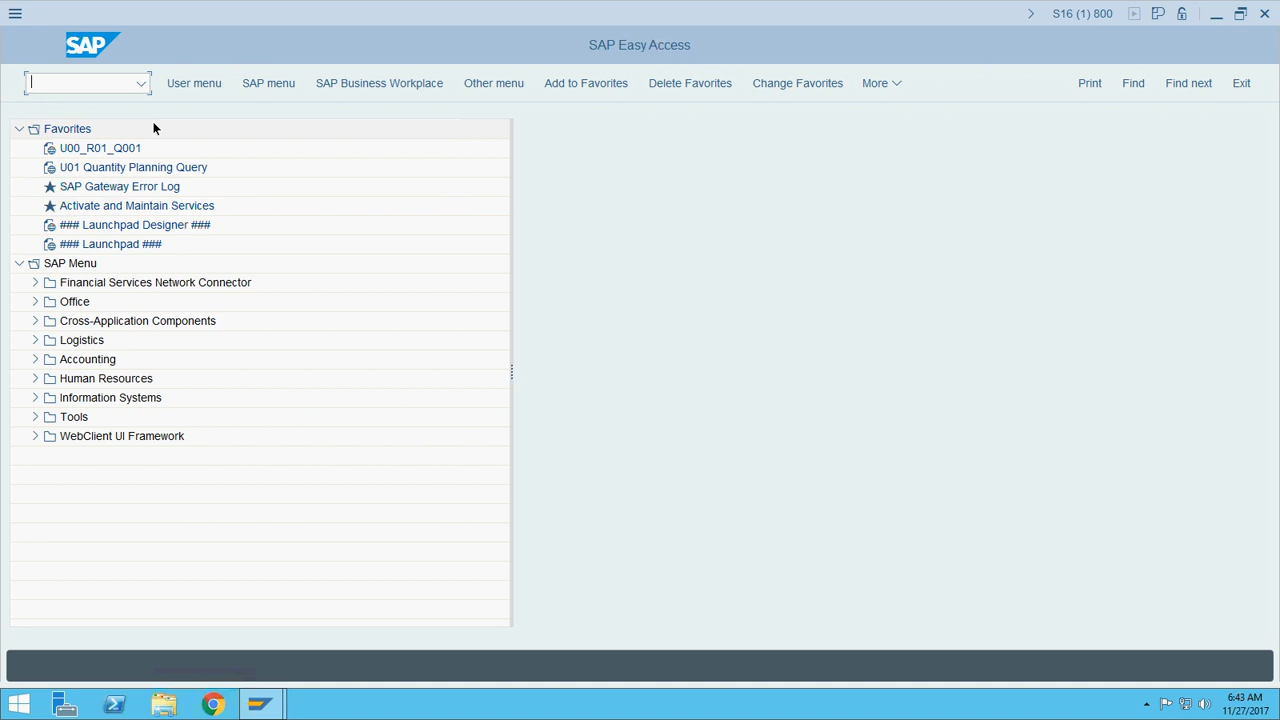 S16 (1) 800
SAP
SAP Easy Access
User menu
SAP menu
SAP Business Workplace
Other menu
Add to Favorites
Delete Favorites
Change Favorites
More
Print
Find
Find next
Exit
Favorites
U00_R01_Q001
U01 Quantity Planning Query
SAP Gateway Error Log
Activate and Maintain Services
### Launchpad Designer ###
### Launchpad ###
SAP Menu
Financial Services Network Connector
Office
Cross-Application Components
Logistics
Accounting
Human Resources
Information Systems
Tools
WebClient UI Framework
6:43 AM
11/27/2017